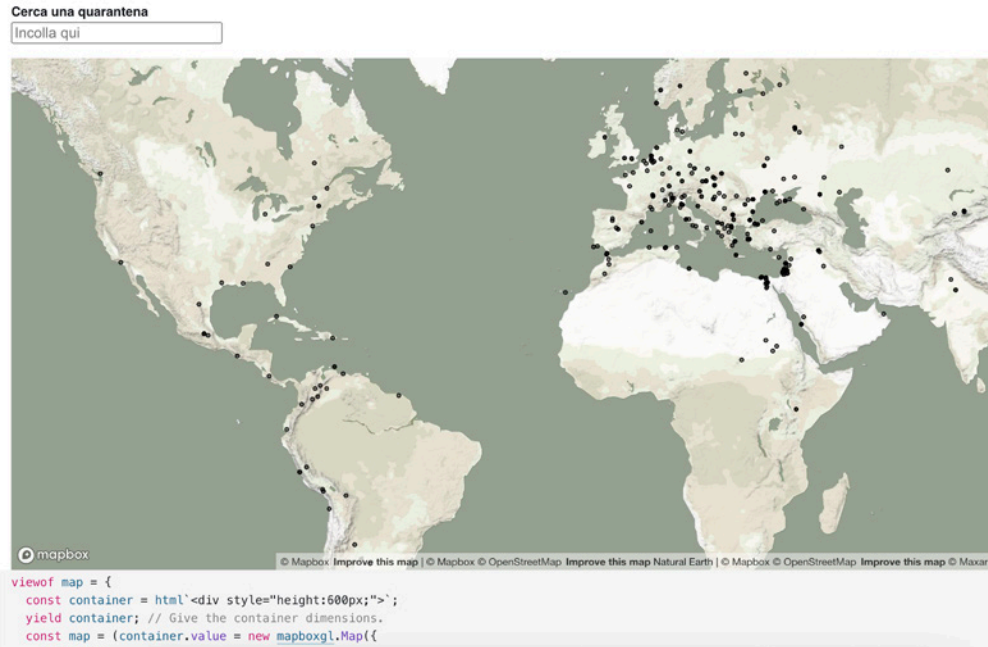 Cerca una quarantena
Incolla qui
mapbox
© Mapbox Improve this map | © Mapbox © OpenStreetMap Improve this map Natural Earth | © Mapbox © OpenStreetMap Improve this map © Maxar
viewof map = {
  const container = html`<div style="height:600px;">`;
  yield container; // Give the container dimensions.
  const map = (container.value = new mapboxgl.Map({